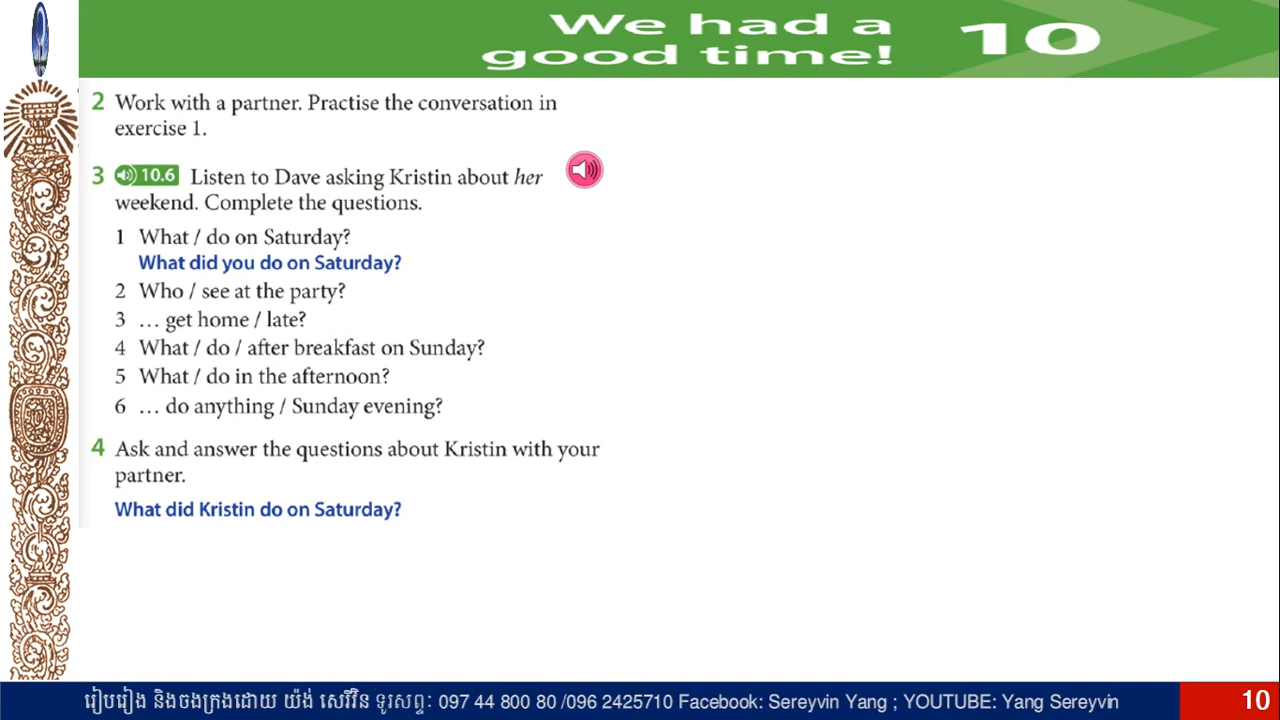 We had a
good time! 10
2 Work with a partner. Practise the conversation in
exercise 1.
3 10.6 Listen to Dave asking Kristin about her
weekend. Complete the questions.
1 What / do on Saturday?
What did you do on Saturday?
2 Who / see at the party?
3 … get home / late?
4 What / do / after breakfast on Sunday?
5 What / do in the afternoon?
6 … do anything / Sunday evening?
4 Ask and answer the questions about Kristin with your
partner.
What did Kristin do on Saturday?
រៀបរៀង និងចងក្រងដោយ យ៉ង់ សេរីវិន ទូរសព្ទ: 097 44 800 80 /096 2425710 Facebook: Sereyvin Yang ; YOUTUBE: Yang Sereyvin 10